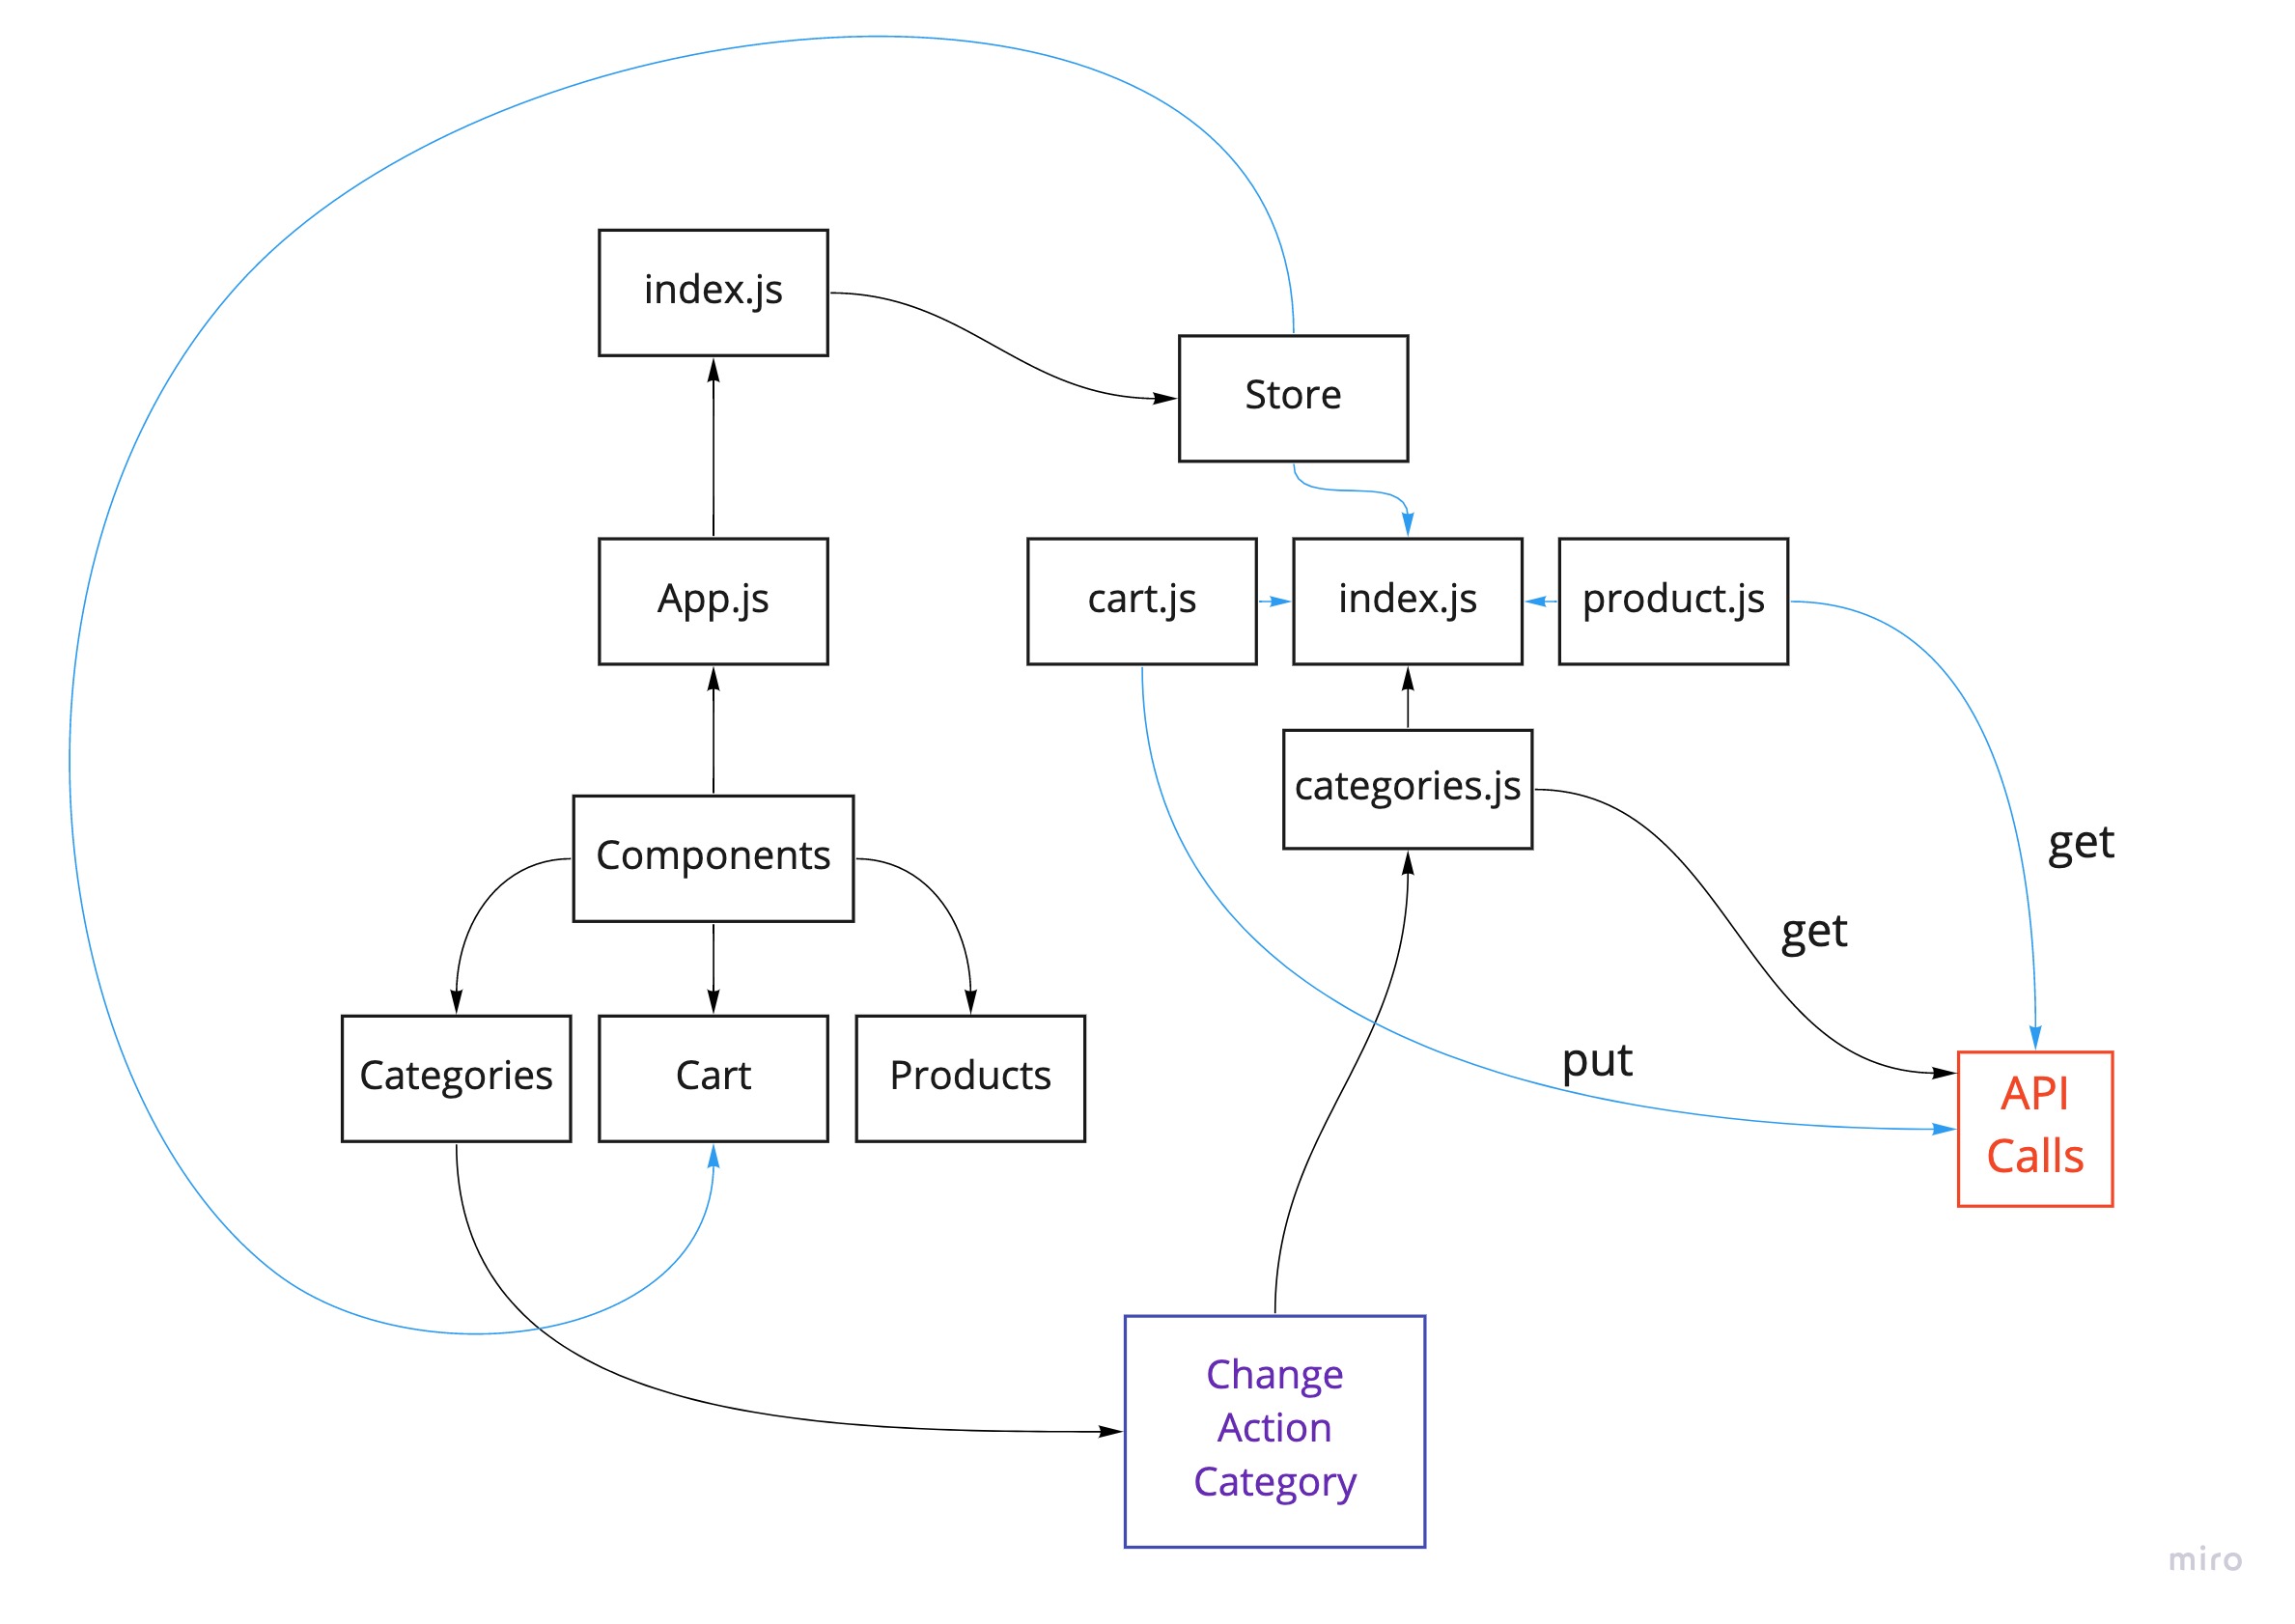 index.js
Store
App.js
cart.js
index.js
product.js
categories.js
Components
get
get
Categories
Cart
Products
put
API
Calls
Change
Action
Category
miro